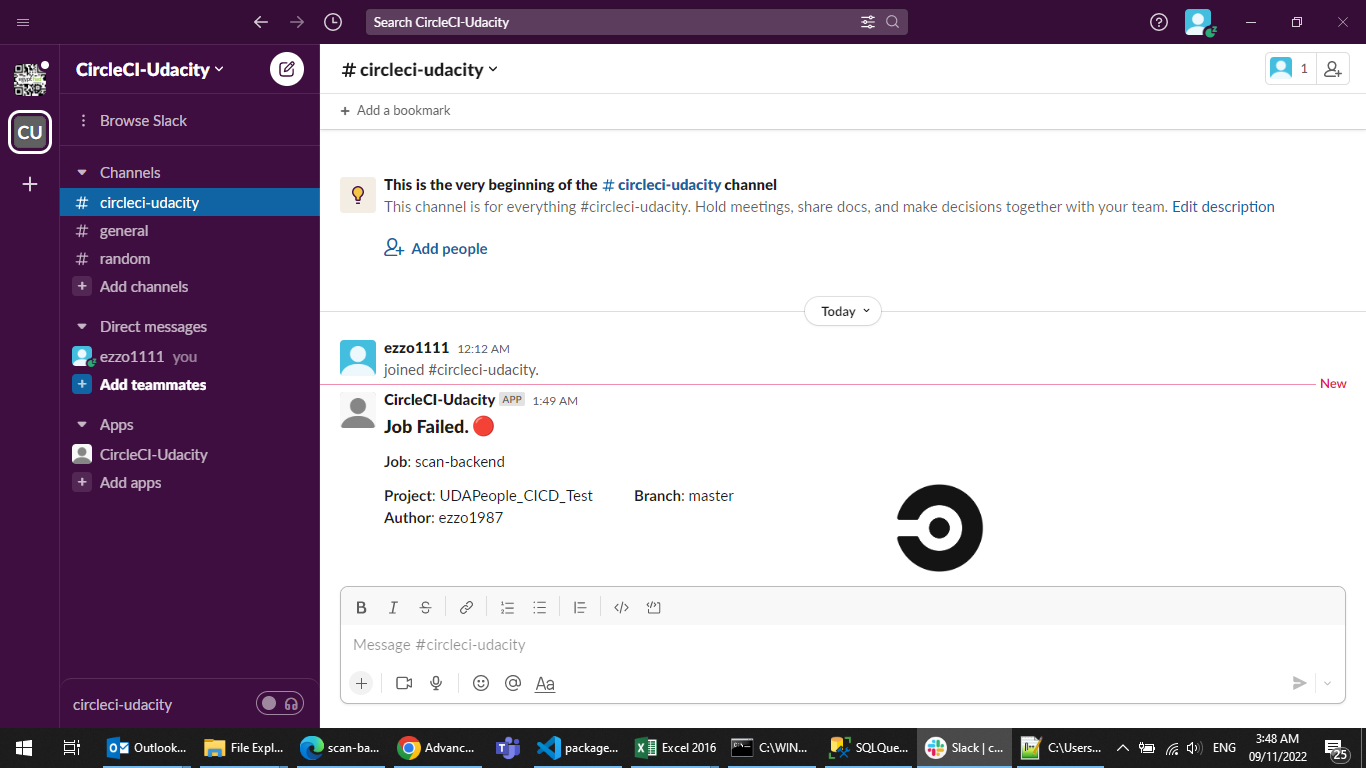 Search CircleCI-Udacity
CircleCI-Udacity
# circleci-udacity
1
CU
Browse Slack
+ Add a bookmark
Channels
# circleci-udacity
# general
# random
+ Add channels
Direct messages
ezzo1111 you
+ Add teammates
Apps
CircleCI-Udacity
+ Add apps
circleci-udacity
This is the very beginning of the # circleci-udacity channel
This channel is for everything #circleci-udacity. Hold meetings, share docs, and make decisions together with your team. Edit description
Add people
Today
ezzo1111 12:12 AM
joined #circleci-udacity.
New
CircleCI-Udacity APP 1:49 AM
Job Failed.
Job: scan-backend
Project: UDAPeople_CICD_Test Branch: master
Author: ezzo1987
B I S
Message #circleci-udacity
Aa
Outlook... File Expl... scan-ba... Advanc... package... Excel 2016 C:\WIN... SQLQue... Slack | c... C:\Users... ENG 3:48 AM
09/11/2022 25